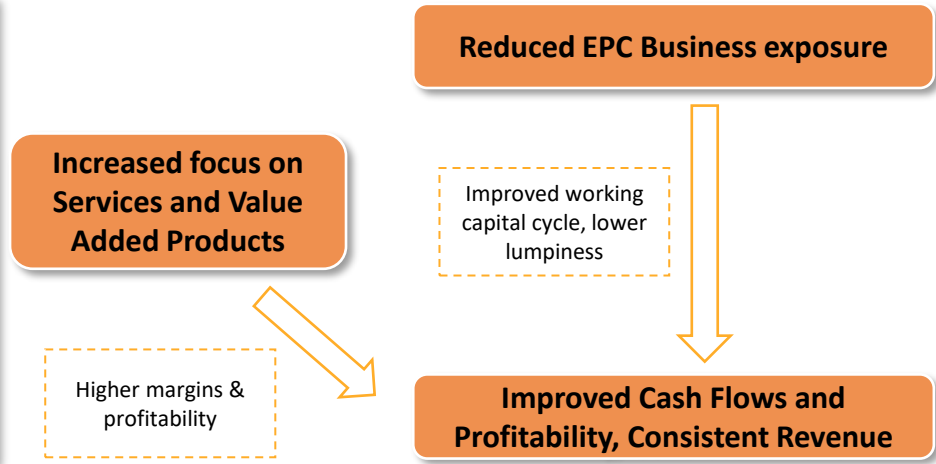 Reduced EPC Business exposure
Increased focus on
Services and Value
Added Products
Improved working
capital cycle, lower
lumpiness
Higher margins &
profitability
Improved Cash Flows and
Profitability, Consistent Revenue